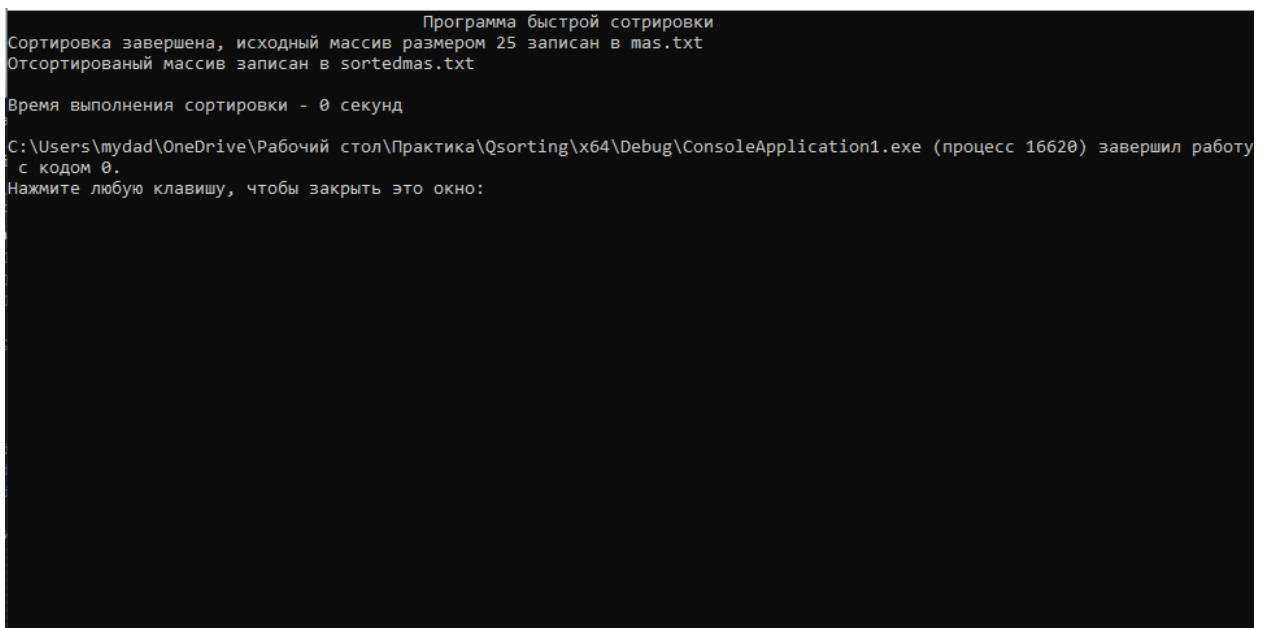 Программа быстрой сотрировки
Сортировка завершена, исходный массив размером 25 записан в mas.txt
Отсортированый массив записан в sortedmas.txt
Время выполнения сортировки - 0 секунд
C:\Users\mydad\OneDrive\Рабочий стол\Практика\Qsorting\x64\Debug\ConsoleApplication1.exe (процесс 16620) завершил работу
с кодом 0.
Нажмите любую клавишу, чтобы закрыть это окно: